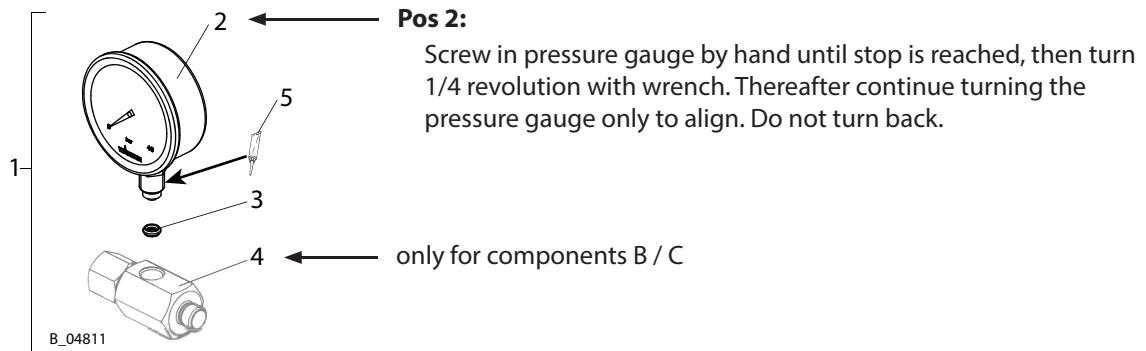 2
Pos 2:
Screw in pressure gauge by hand until stop is reached, then turn
1/4 revolution with wrench. Thereafter continue turning the
pressure gauge only to align. Do not turn back.
5
1
3
4
only for components B / C
B_04811
bar